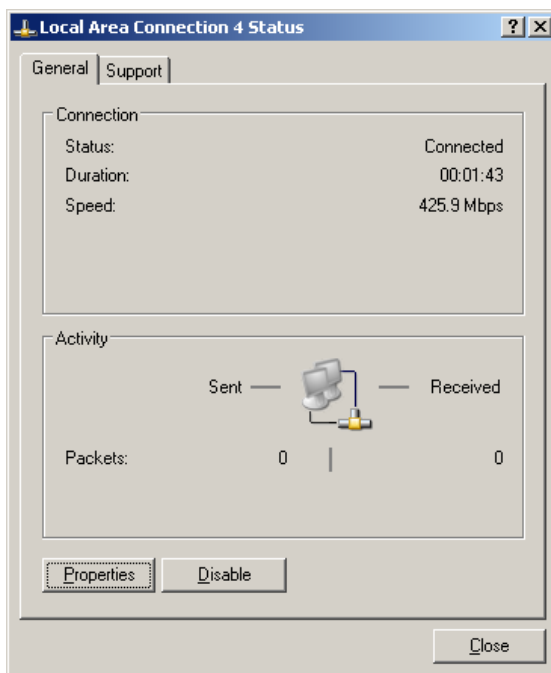 Local Area Connection 4 Status
General Support
Connection
Status: Connected
Duration: 00:01:43
Speed: 425.9 Mbps
Activity
Sent Received
Packets: 0 0
Properties Disable
Close